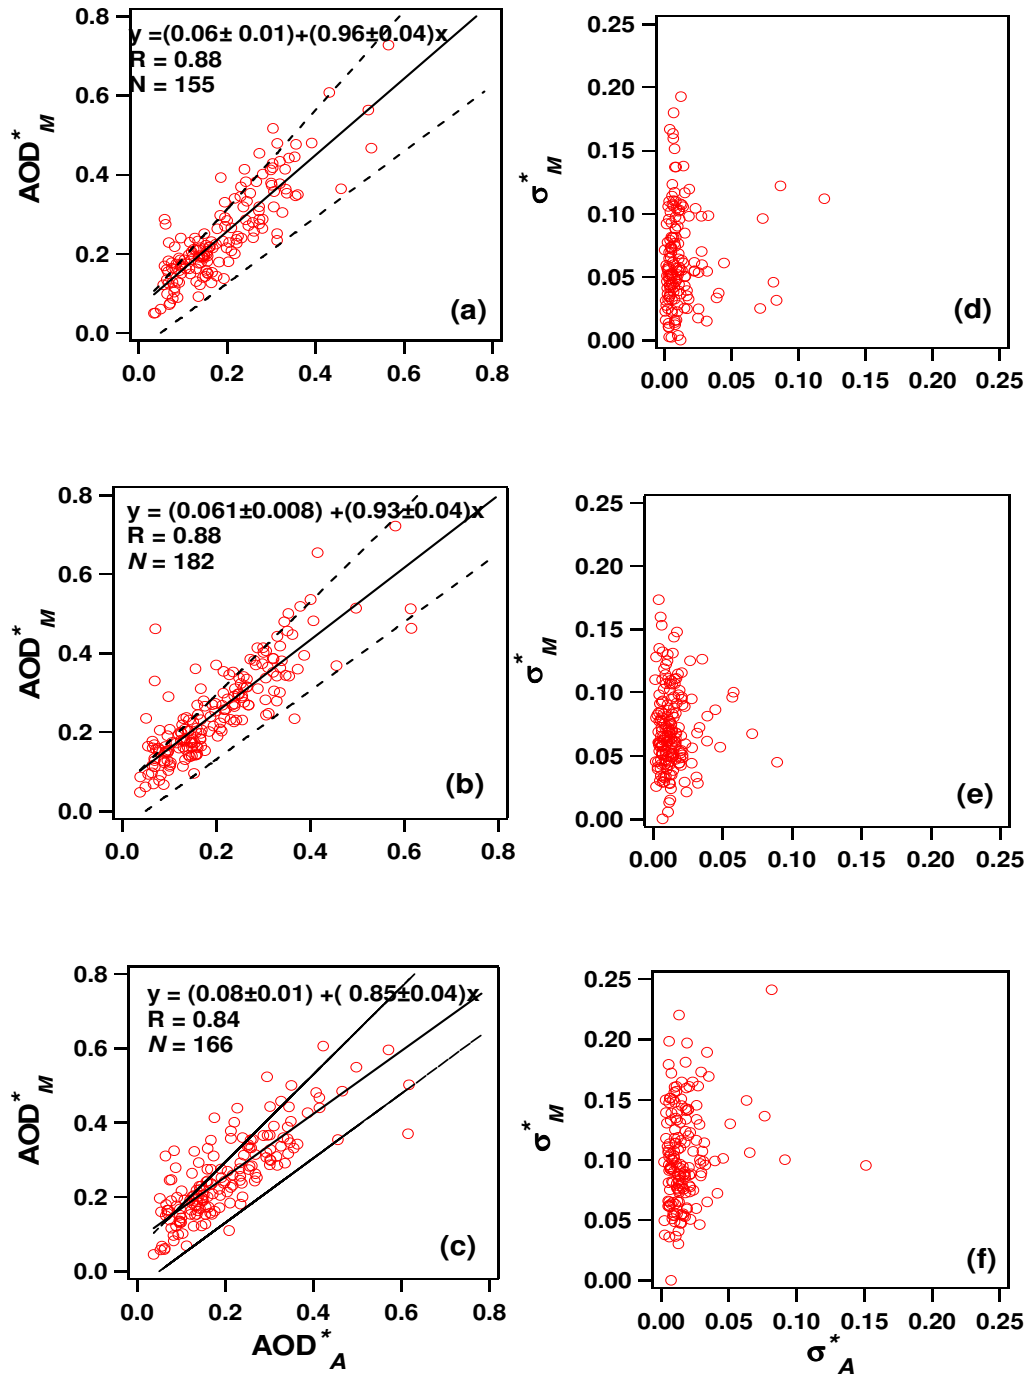 y =(0.06± 0.01)+(0.96±0.04)x
R = 0.88
N = 155
0.8
0.6
0.4
0.2
0.0
AOD*M
(a)
0.0 0.2 0.4 0.6 0.8
0.25
0.20
0.15
0.10
0.05
0.00
σ*M
(d)
0.00 0.05 0.10 0.15 0.20 0.25
y = (0.061±0.008) +(0.93±0.04)x
R = 0.88
N = 182
0.8
0.6
0.4
0.2
0.0
AOD*M
(b)
0.0 0.2 0.4 0.6 0.8
0.25
0.20
0.15
0.10
0.05
0.00
σ*M
(e)
0.00 0.05 0.10 0.15 0.20 0.25
y = (0.08±0.01) +( 0.85±0.04)x
R = 0.84
N = 166
0.8
0.6
0.4
0.2
0.0
AOD*M
(c)
0.0 0.2 0.4 0.6 0.8
AOD*A
0.25
0.20
0.15
0.10
0.05
0.00
σ*M
(f)
0.00 0.05 0.10 0.15 0.20 0.25
σ*A